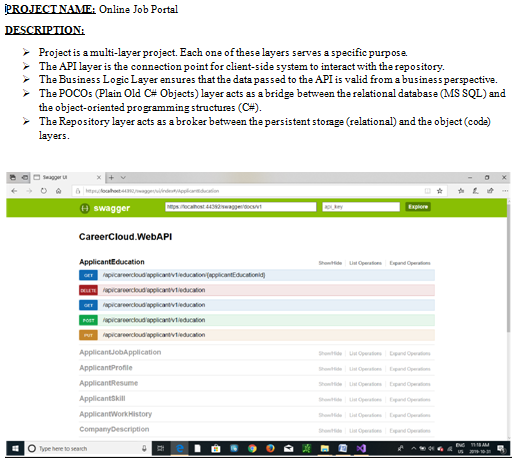 PROJECT NAME: Online Job Portal
DESCRIPTION:
➢ Project is a multi-layer project. Each one of these layers serves a specific purpose.
➢ The API layer is the connection point for client-side system to interact with the repository.
➢ The Business Logic Layer ensures that the data passed to the API is valid from a business perspective.
➢ The POCOs (Plain Old C# Objects) layer acts as a bridge between the relational database (MS SQL) and
the object-oriented programming structures (C#).
➢ The Repository layer acts as a broker between the persistent storage (relational) and the object (code)
layers.
Swagger UI
https://localhost:44392/swagger/ui/index#/ApplicantEducation
swagger
https://localhost:44392/swagger/docs/v1
api_key
Explore
CareerCloud.WebAPI
ApplicantEducation Show/Hide List Operations Expand Operations
GET /api/careercloud/applicant/v1/education/{applicantEducationId}
DELETE /api/careercloud/applicant/v1/education
GET /api/careercloud/applicant/v1/education
POST /api/careercloud/applicant/v1/education
PUT /api/careercloud/applicant/v1/education
ApplicantJobApplication Show/Hide List Operations Expand Operations
ApplicantProfile Show/Hide List Operations Expand Operations
ApplicantResume Show/Hide List Operations Expand Operations
ApplicantSkill Show/Hide List Operations Expand Operations
ApplicantWorkHistory Show/Hide List Operations Expand Operations
CompanyDescription Show/Hide List Operations Expand Operations
Type here to search
ENG 11:18 AM
US 2019-10-31